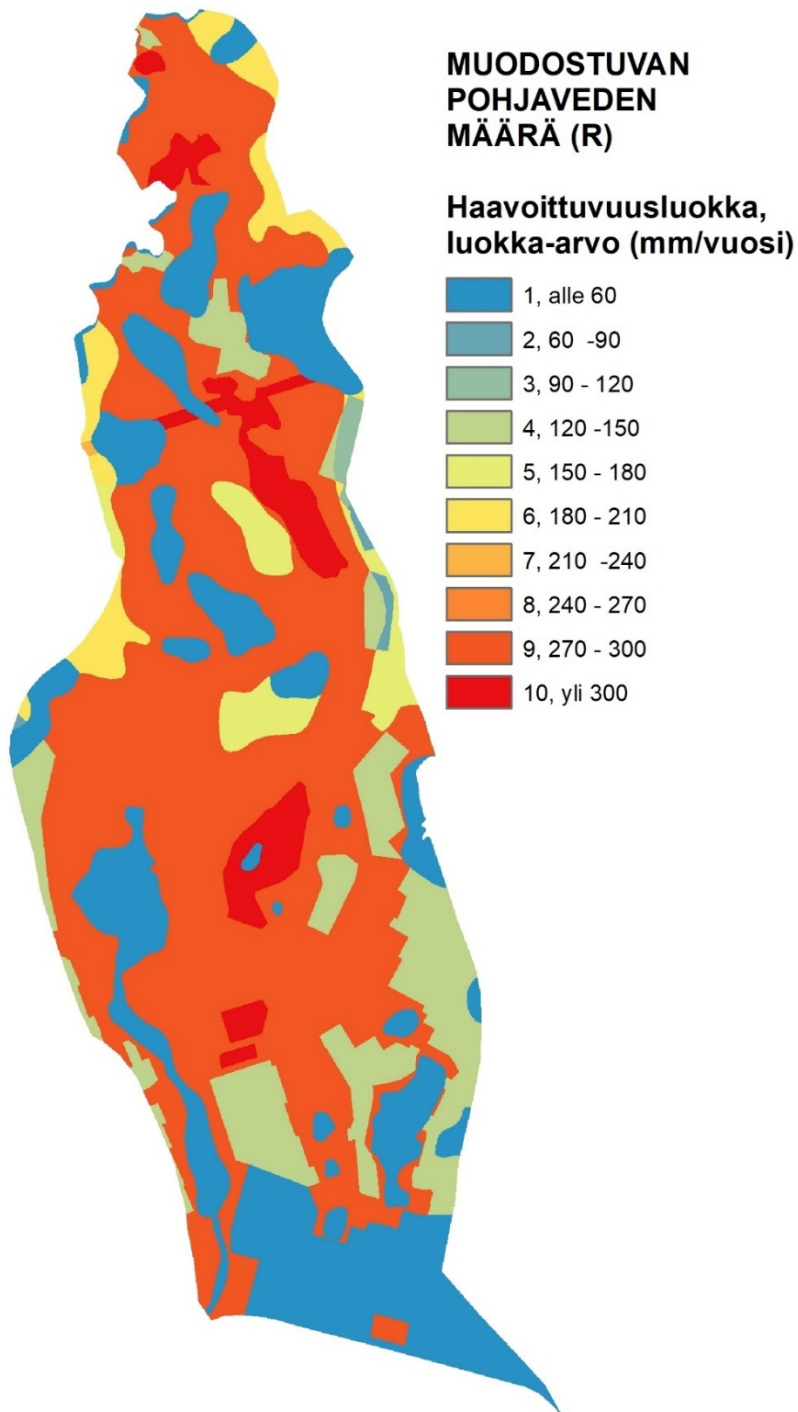 MUODOSTUVAN
POHJAVEDEN
MÄÄRÄ (R)
Haavoittuvuusluokka,
luokka-arvo (mm/vuosi)
1, alle 60
2, 60 -90
3, 90 - 120
4, 120 -150
5, 150 - 180
6, 180 - 210
7, 210 -240
8, 240 - 270
9, 270 - 300
10, yli 300